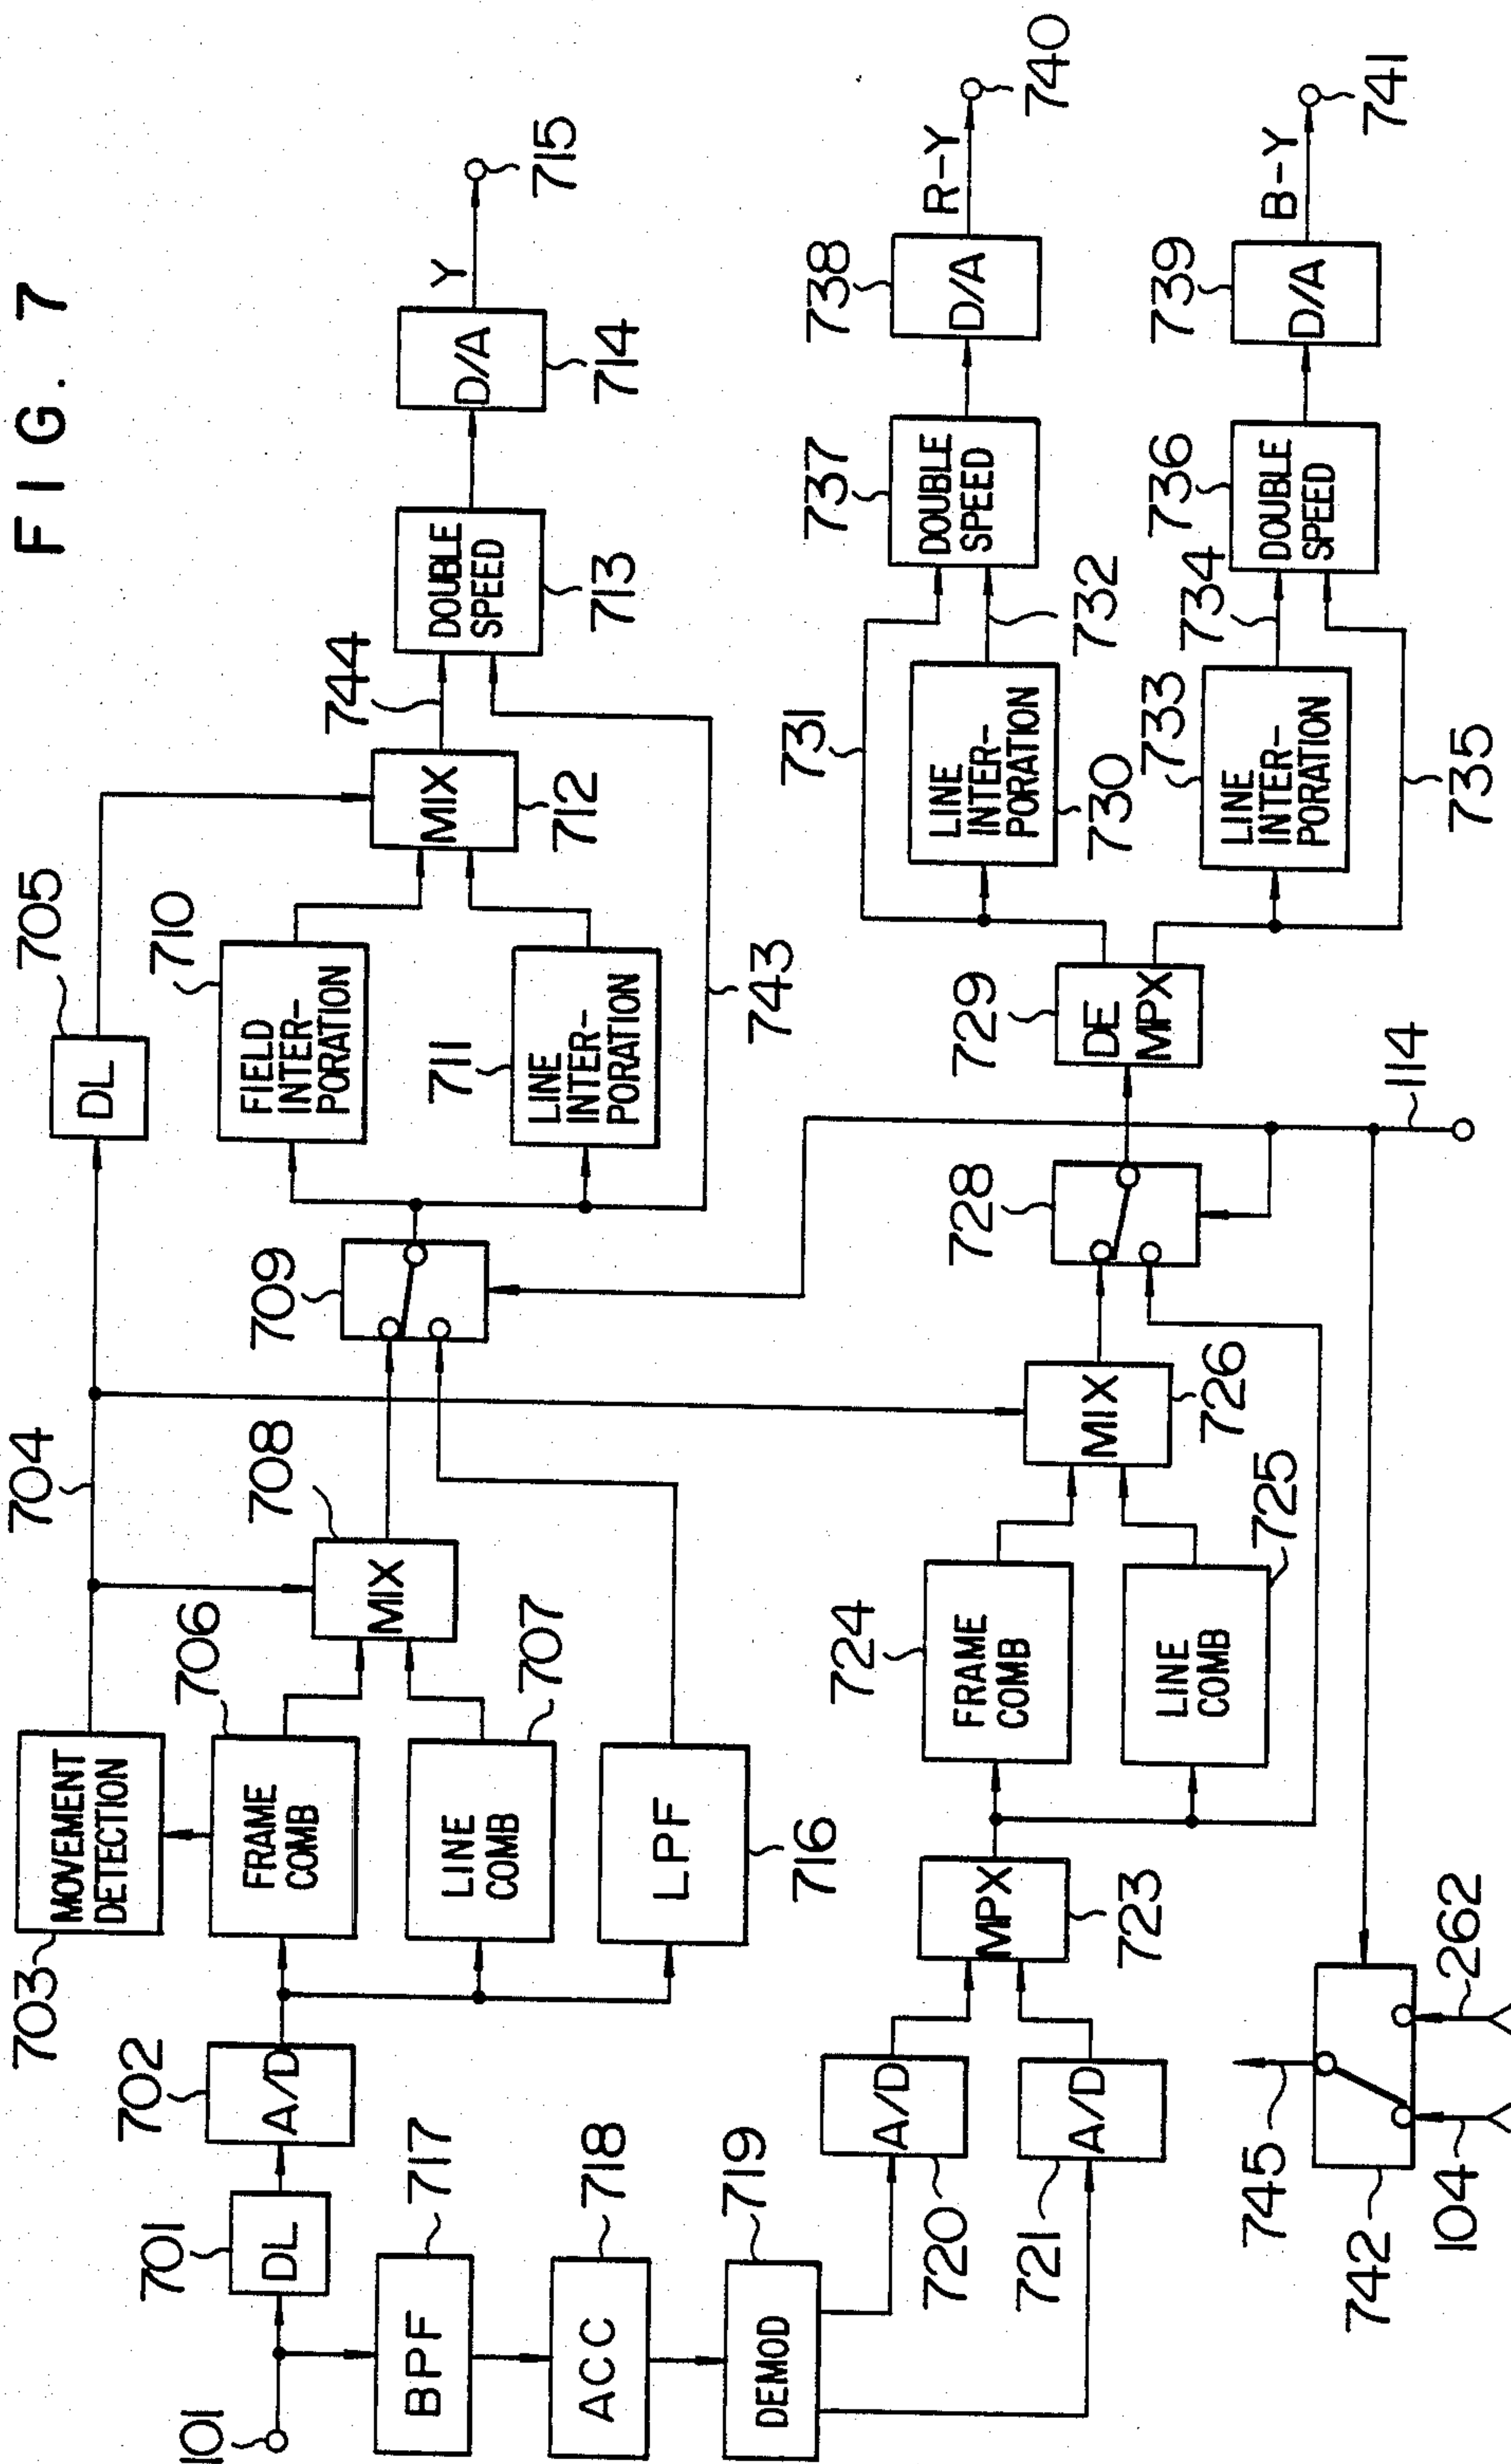 FIG. 7
101
701
DL
702
A/D
703
MOVEMENT
DETECTION
704
705
DL
706
FRAME
COMB
707
LINE
COMB
708
MIX
709
710
FIELD
INTER-
PORATION
711
LINE
INTER-
PORATION
712
MIX
744
743
DOUBLE
SPEED
713
D/A
714
Y
715
LPF
716
BPF
717
ACC
718
DEMOD
719
A/D
720
A/D
721
MPX
723
724
FRAME
COMB
LINE
COMB
725
MIX
726
728
729
DE
MPX
731
LINE
INTER-
PORATION
730
732
733
LINE
INTER-
PORATION
734
735
737
DOUBLE
SPEED
736
DOUBLE
SPEED
738
D/A
R-Y
740
739
D/A
B-Y
741
114
745
742
104
262